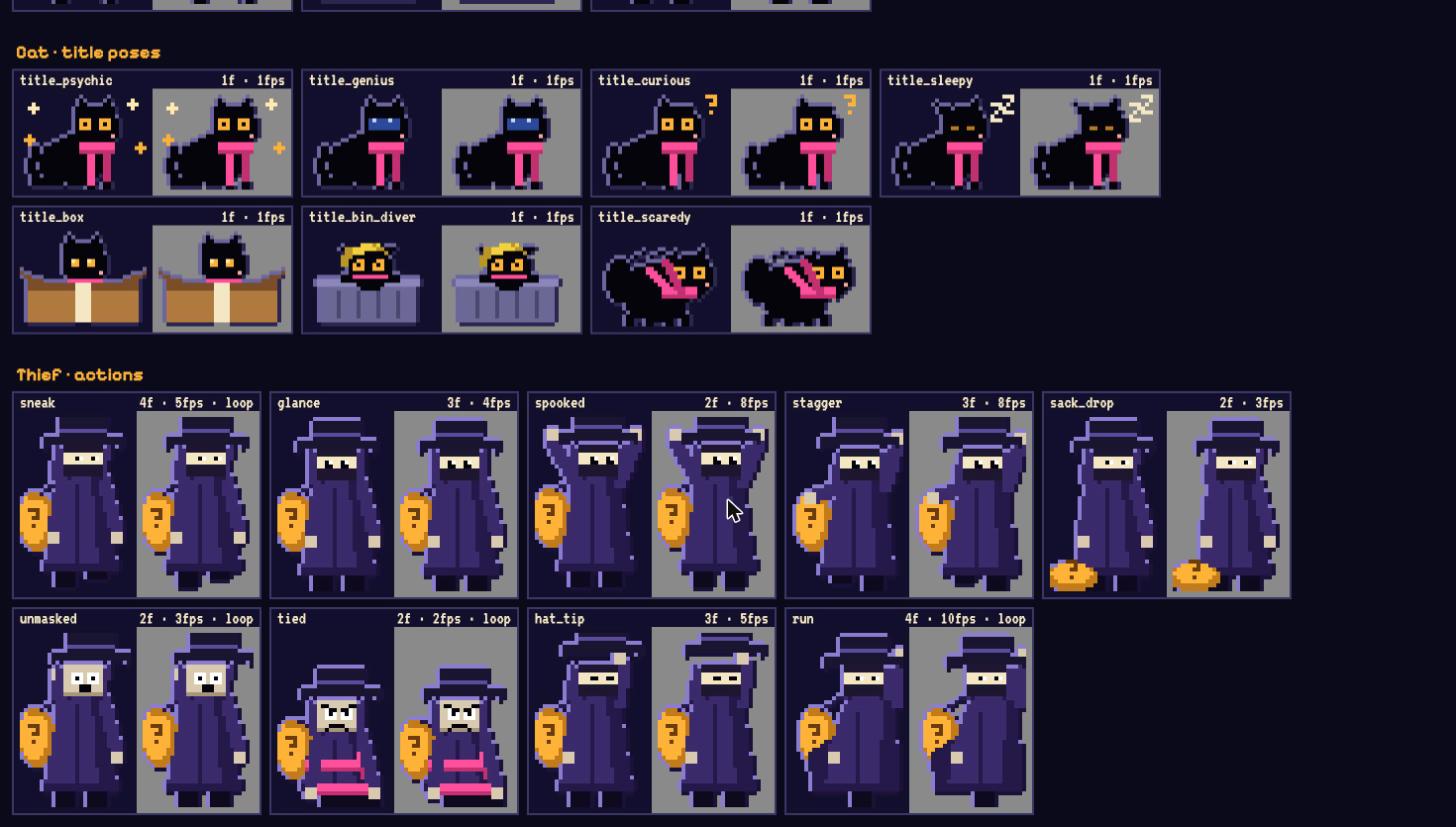 Oat · title poses
title_psychic 1f · 1fps
title_genius 1f · 1fps
title_curious 1f · 1fps
title_sleepy 1f · 1fps
title_box 1f · 1fps
title_bin_diver 1f · 1fps
title_scaredy 1f · 1fps
Thief · actions
sneak 4f · 5fps · loop
glance 3f · 4fps
spooked 2f · 8fps
stagger 3f · 8fps
sack_drop 2f · 3fps
unmasked 2f · 3fps · loop
tied 2f · 2fps · loop
hat_tip 3f · 5fps
run 4f · 10fps · loop